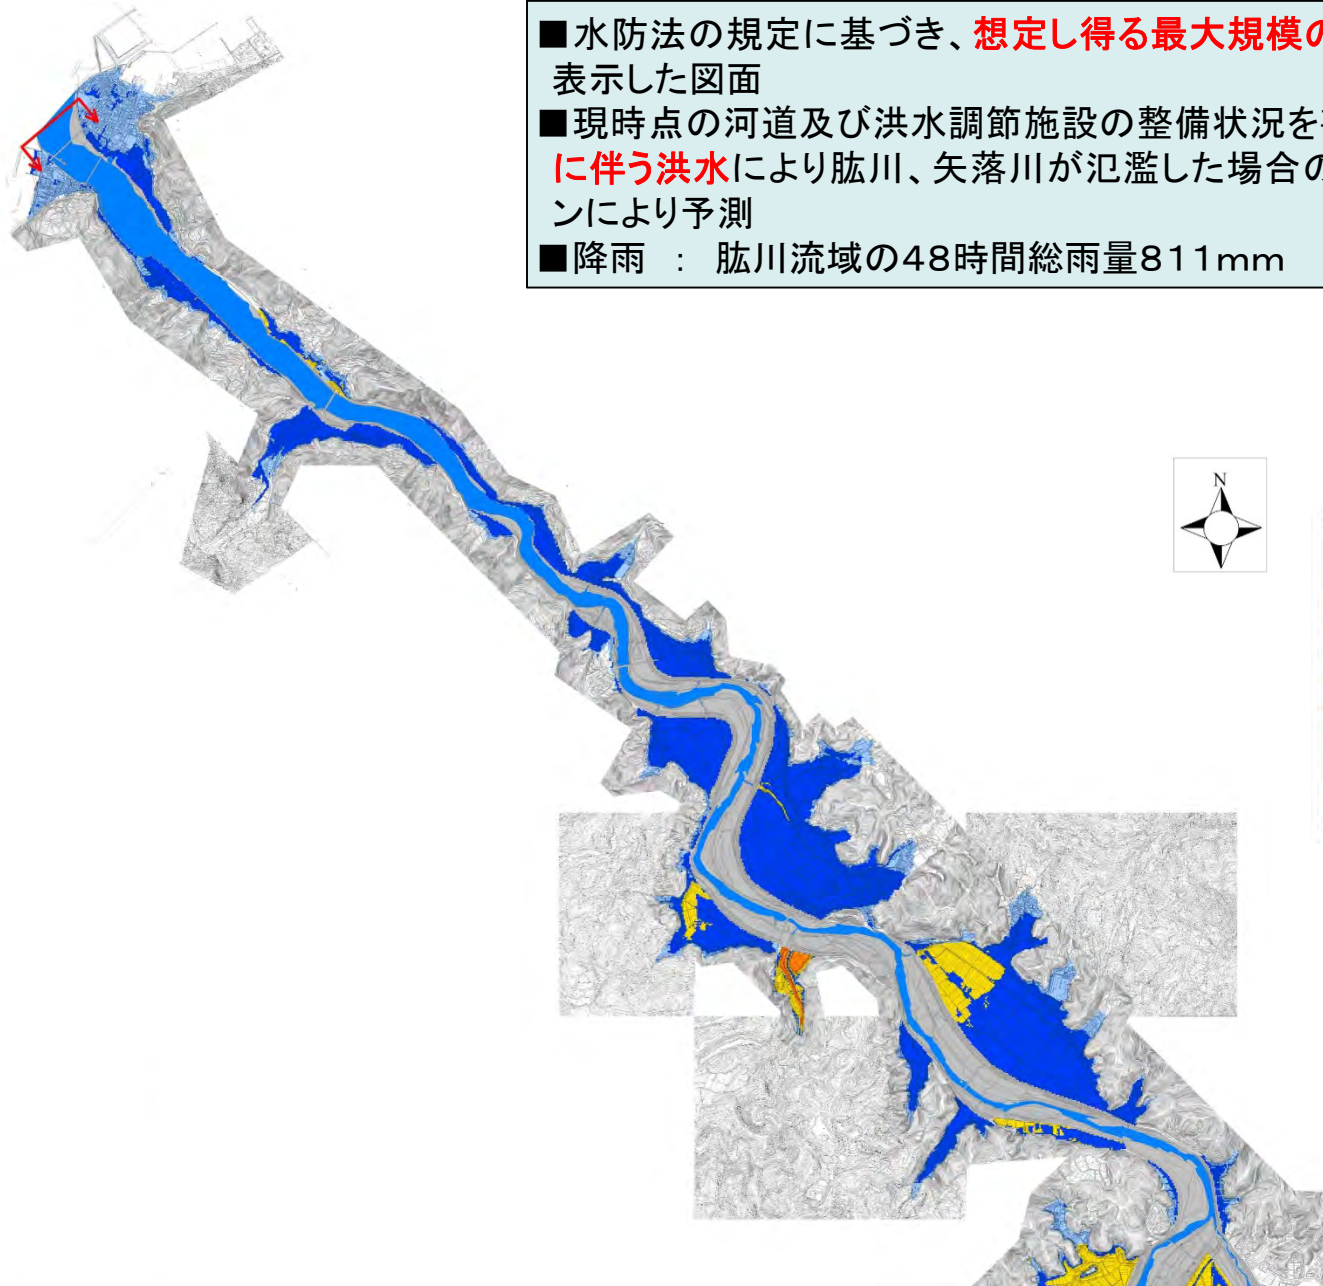 ■水防法の規定に基づき、想定し得る最大規模の
表示した図面
■現時点の河道及び洪水調節施設の整備状況を
に伴う洪水により肱川、矢落川が氾濫した場合の
ンにより予測
■降雨 : 肱川流域の48時間総雨量811mm
N